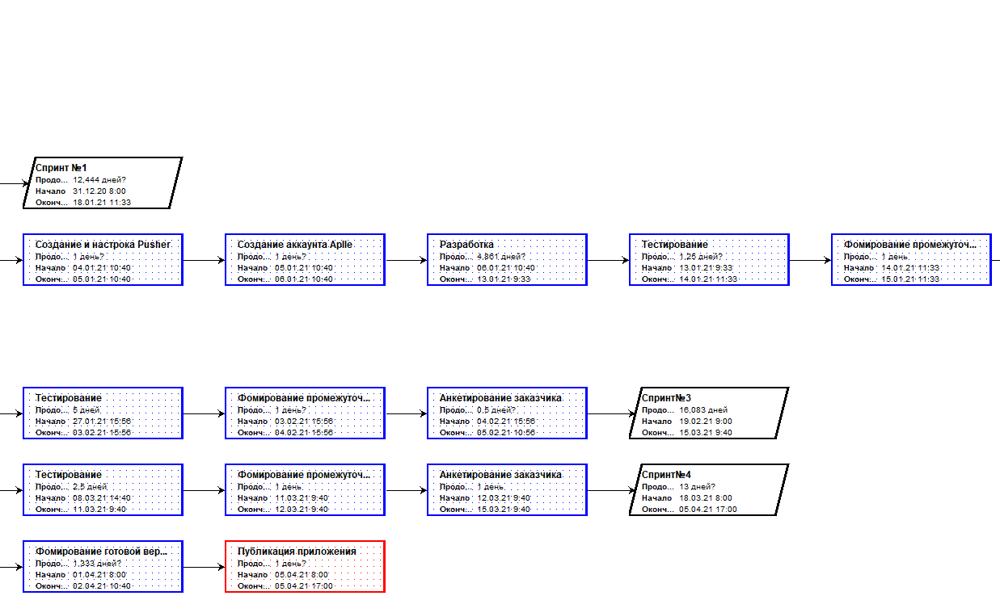 Спринт №1
Продо... 12,444 дней?
Начало 31.12.20 8:00
Оконч... 18.01.21 11:33
Создание и настрока Pusher
Продо... 1 день?
Начало 04.01.21 10:40
Оконч... 05.01.21 10:40
Создание аккаунта Aplle
Продо... 1 день?
Начало 05.01.21 10:40
Оконч... 06.01.21 10:40
Разработка
Продо... 4,861 дней?
Начало 06.01.21 10:40
Оконч... 13.01.21 9:33
Тестирование
Продо... 1,25 дней?
Начало 13.01.21 9:33
Оконч... 14.01.21 11:33
Фомирование промежуточ...
Продо... 1 день
Начало 14.01.21 11:33
Оконч... 15.01.21 11:33
Тестирование
Продо... 5 дней
Начало 27.01.21 15:56
Оконч... 03.02.21 15:56
Фомирование промежуточ...
Продо... 1 день?
Начало 03.02.21 15:56
Оконч... 04.02.21 15:56
Анкетирование заказчика
Продо... 0,5 дней?
Начало 04.02.21 15:56
Оконч... 05.02.21 10:56
Спринт№3
Продо... 16,083 дней
Начало 19.02.21 9:00
Оконч... 15.03.21 9:40
Тестирование
Продо... 2,5 дней
Начало 08.03.21 14:40
Оконч... 11.03.21 9:40
Фомирование промежуточ...
Продо... 1 день
Начало 11.03.21 9:40
Оконч... 12.03.21 9:40
Анкетирование заказчика
Продо... 1 день
Начало 12.03.21 9:40
Оконч... 15.03.21 9:40
Спринт№4
Продо... 13 дней?
Начало 18.03.21 8:00
Оконч... 05.04.21 17:00
Фомирование готовой вер...
Продо... 1,333 дней?
Начало 01.04.21 8:00
Оконч... 02.04.21 10:40
Публикация приложения
Продо... 1 день?
Начало 05.04.21 8:00
Оконч... 05.04.21 17:00